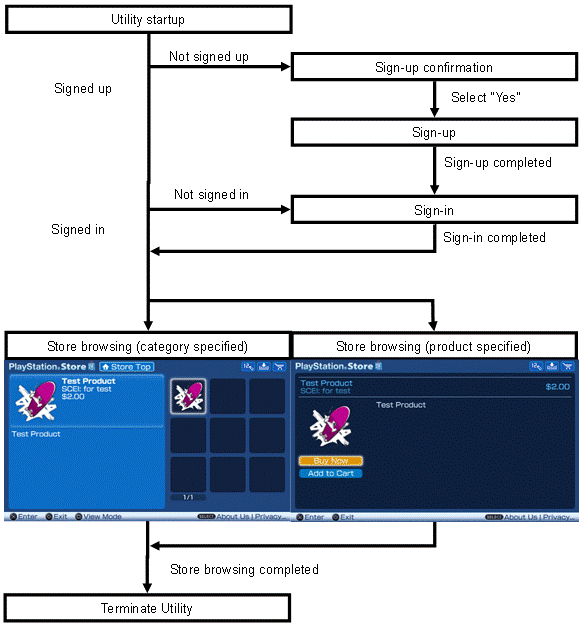 Utility startup
Not signed up
Sign-up confirmation
Signed up
Select "Yes"
Sign-up
Sign-up completed
Not signed in
Sign-in
Signed in
Sign-in completed
Store browsing (category specified)
PlayStation®Store
Store Top
Test Product
SCEI: for test
$2.00
Test Product
1/1
Enter
Exit
View Mode
SELECT About Us | Privacy...
Store browsing (product specified)
PlayStation®Store
Test Product
SCEI: for test
$2.00
Test Product
Buy Now
Add to Cart
Enter
Exit
SELECT About Us | Privacy...
Store browsing completed
Terminate Utility